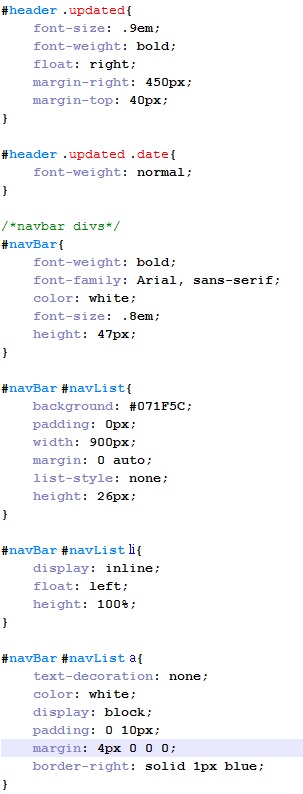 #header .updated{
    font-size: .9em;
    font-weight: bold;
    float: right;
    margin-right: 450px;
    margin-top: 40px;
}

#header .updated .date{
    font-weight: normal;
}

/*navbar divs*/
#navBar{
    font-weight: bold;
    font-family: Arial, sans-serif;
    color: white;
    font-size: .8em;
    height: 47px;
}

#navBar #navList{
    background: #071F5C;
    padding: 0px;
    width: 900px;
    margin: 0 auto;
    list-style: none;
    height: 26px;
}

#navBar #navList li{
    display: inline;
    float: left;
    height: 100%;
}

#navBar #navList a{
    text-decoration: none;
    color: white;
    display: block;
    padding: 0 10px;
    margin: 4px 0 0 0;
    border-right: solid 1px blue;
}